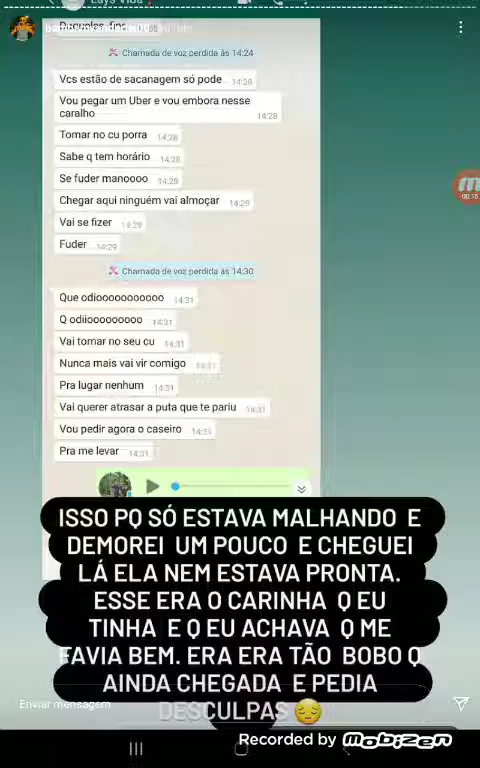 Chamada de voz perdida às 14:24
Vcs estão de sacanagem só pode 14:28
Vou pegar um Uber e vou embora nesse
caralho 14:28
Tomar no cu porra 14:28
Sabe q tem horário 14:28
Se fuder manoooo 14:28
Chegar aqui ninguém vai almoçar 14:29
Vai se fizer 14:29
Fuder 14:29
Chamada de voz perdida às 14:30
Que odiooooooooooo 14:31
Q odiiooooooooo 14:31
Vai tomar no seu cu 14:31
Nunca mais vai vir comigo 14:31
Pra lugar nenhum 14:31
Vai querer atrasar a puta que te pariu 14:31
Vou pedir agora o caseiro 14:31
Pra me levar 14:31
00:15
ISSO PQ SÓ ESTAVA MALHANDO E
DEMOREI UM POUCO E CHEGUEI
LÁ ELA NEM ESTAVA PRONTA.
ESSE ERA O CARINHA Q EU
TINHA E Q EU ACHAVA Q ME
FAVIA BEM. ERA ERA TÃO BOBO Q
AINDA CHEGADA E PEDIA
DESCULPAS 😔
Enviar mensagem
Recorded by Mobizen